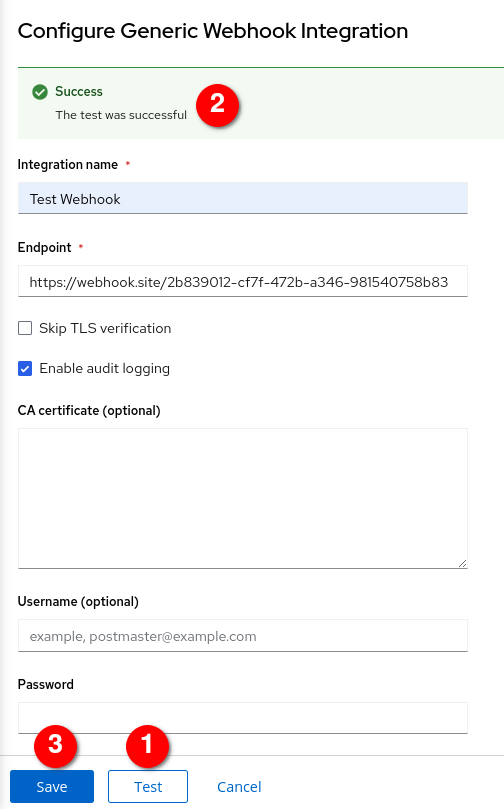 Configure Generic Webhook Integration
Success
The test was successful
2
Integration name *
Test Webhook
Endpoint *
https://webhook.site/2b839012-cf7f-472b-a346-981540758b83
Skip TLS verification
Enable audit logging
CA certificate (optional)
Username (optional)
example, postmaster@example.com
Password
3 1
Save Test Cancel